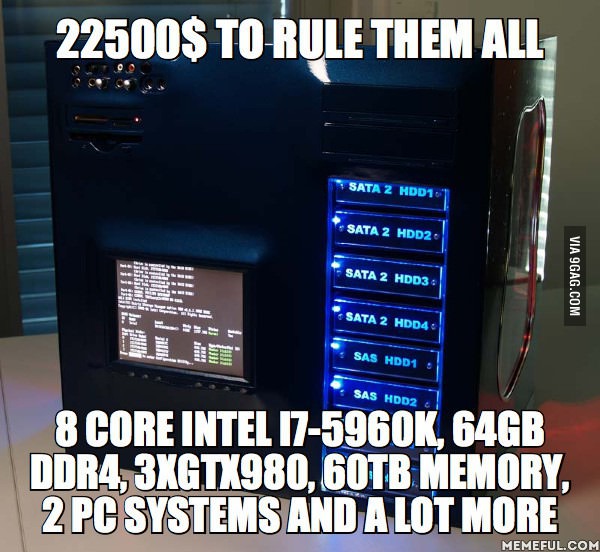 22500$ TO RULE THEM ALL
SATA 2 HDD1
SATA 2 HDD2
SATA 2 HDD3
SATA 2 HDD4
SAS HDD1
SAS HDD2
VIA 9GAG.COM
8 CORE INTEL I7-5960K, 64GB
DDR4, 3XGTX980, 60TB MEMORY,
2 PC SYSTEMS AND A LOT MORE
MEMEFUL.COM